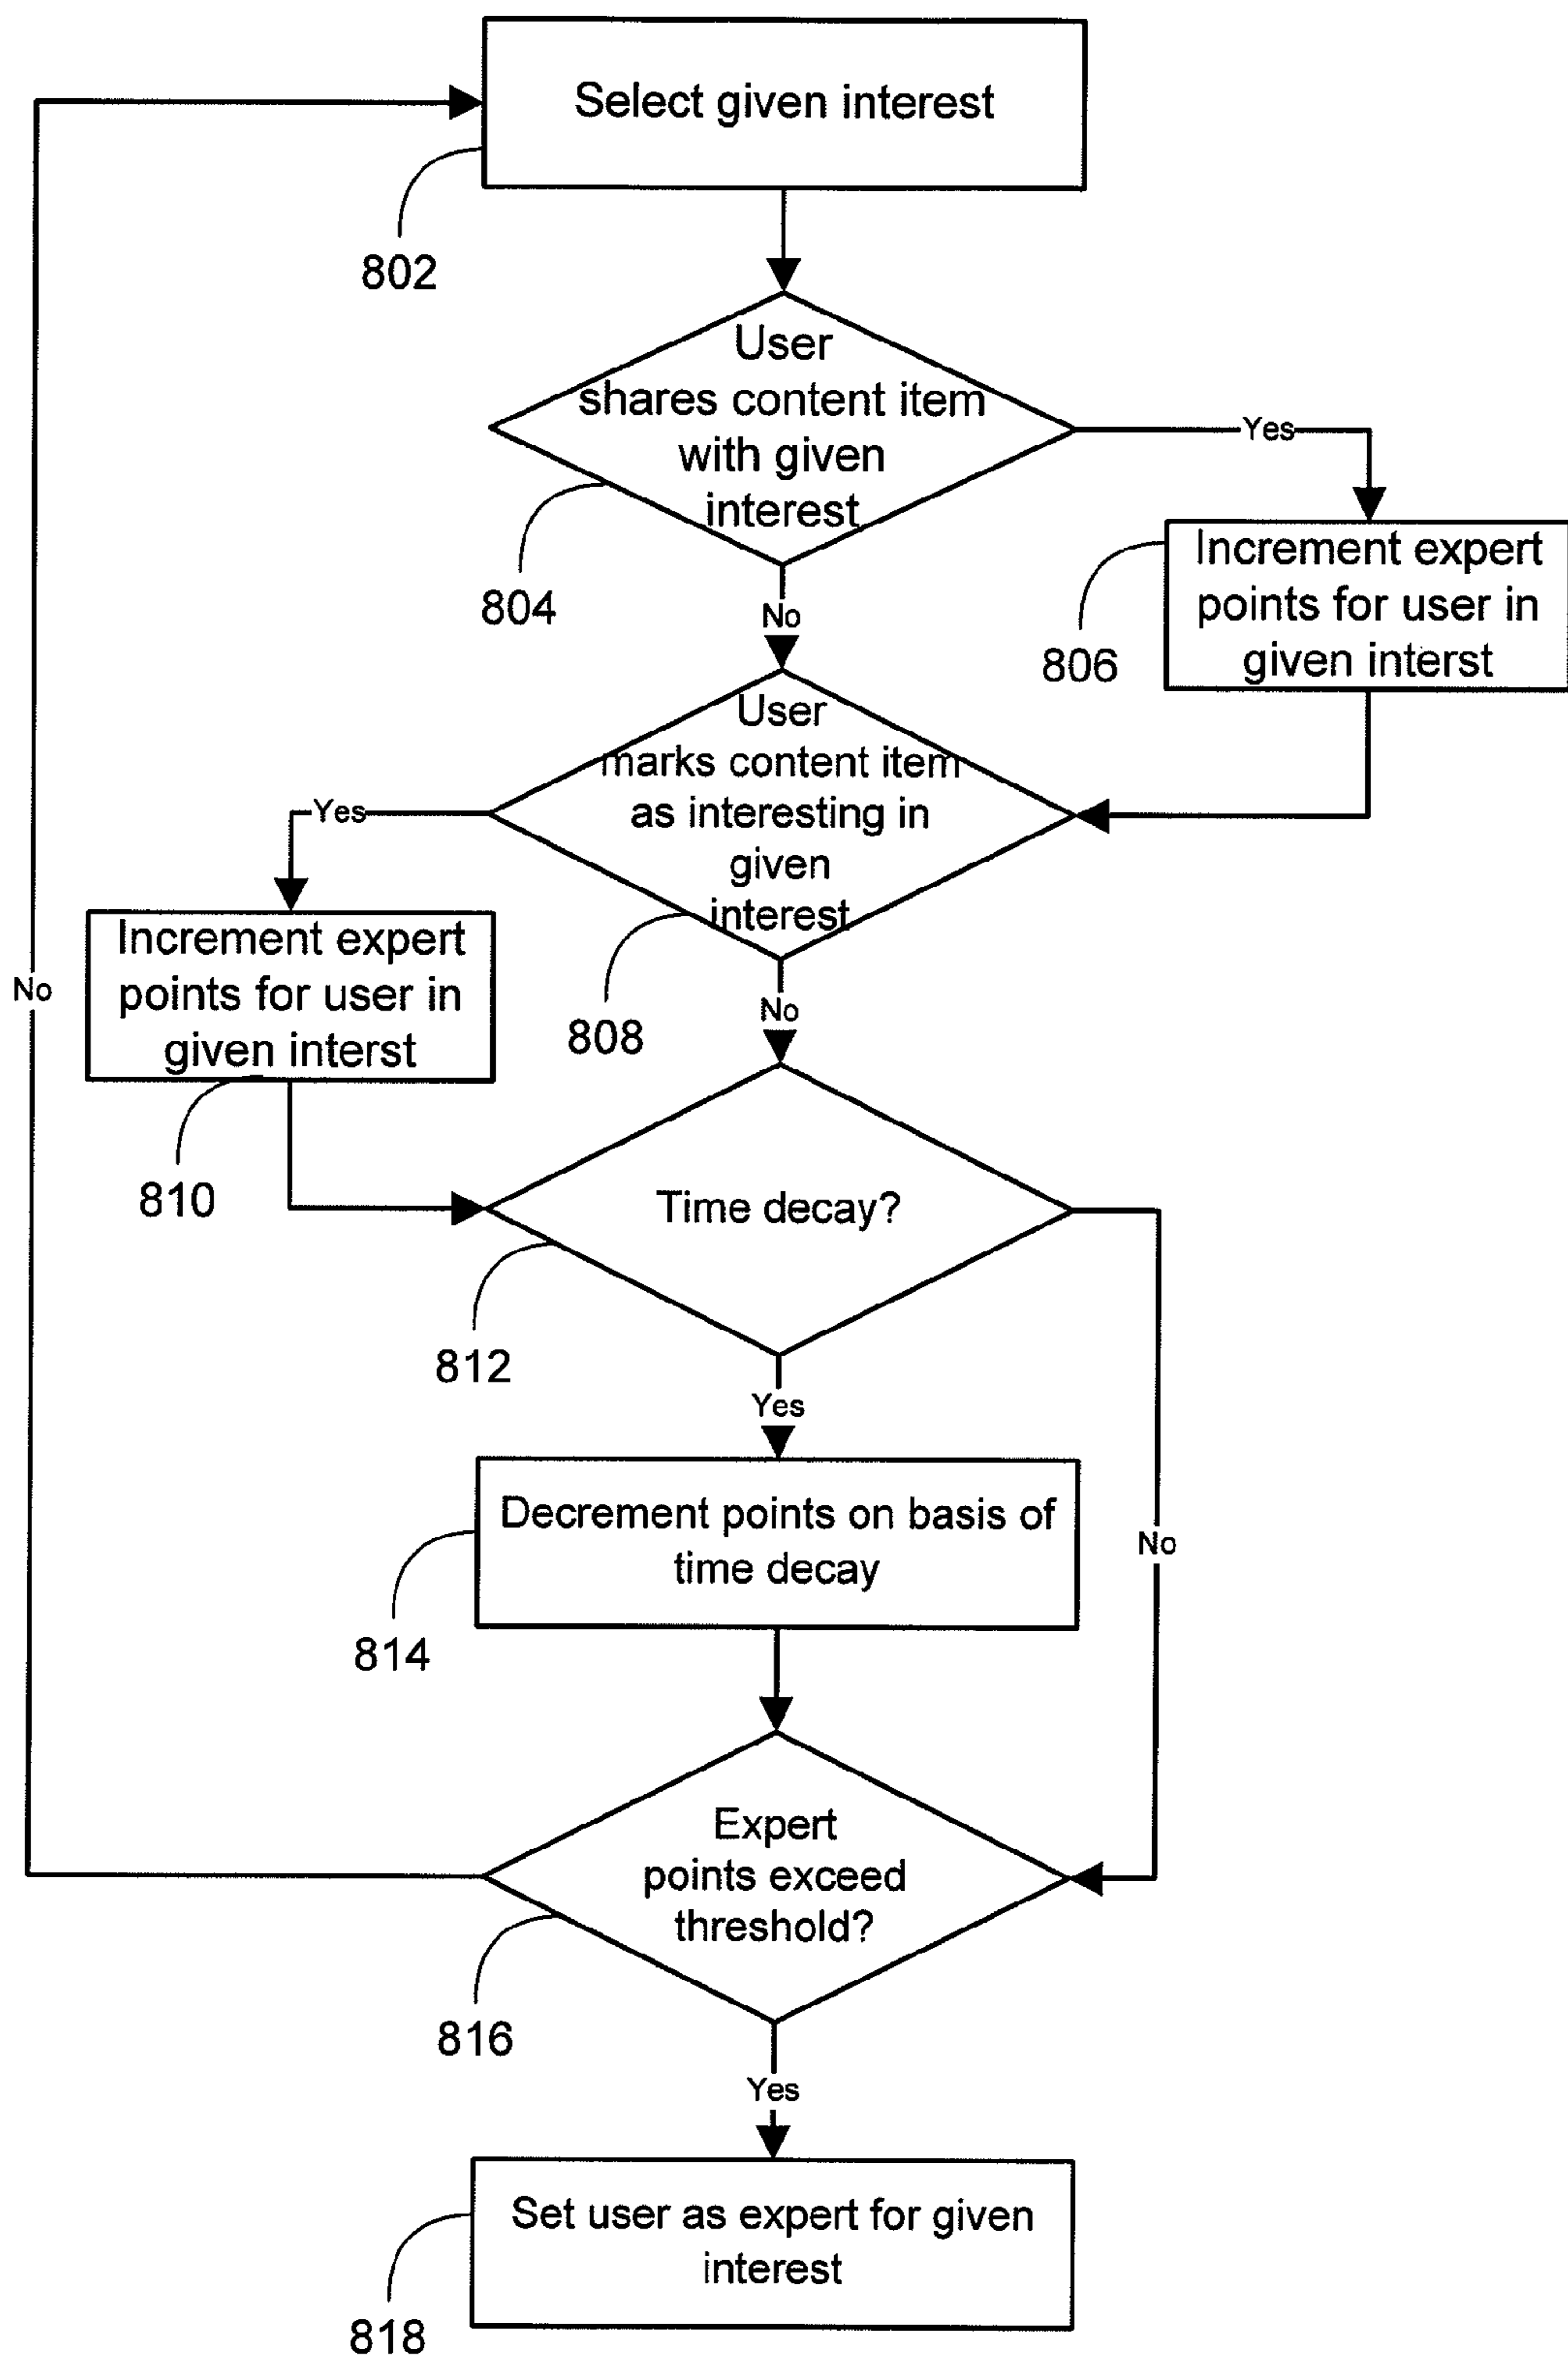 Select given interest
802
User
shares content item
with given
interest
Yes
804
No
Increment expert
points for user in
given interst
806
User
marks content item
as interesting in
given
interest
Yes
808
No
Increment expert
points for user in
given interst
810
No
Time decay?
812
Yes
No
Decrement points on basis of
time decay
814
Expert
points exceed
threshold?
816
Yes
Set user as expert for given
interest
818